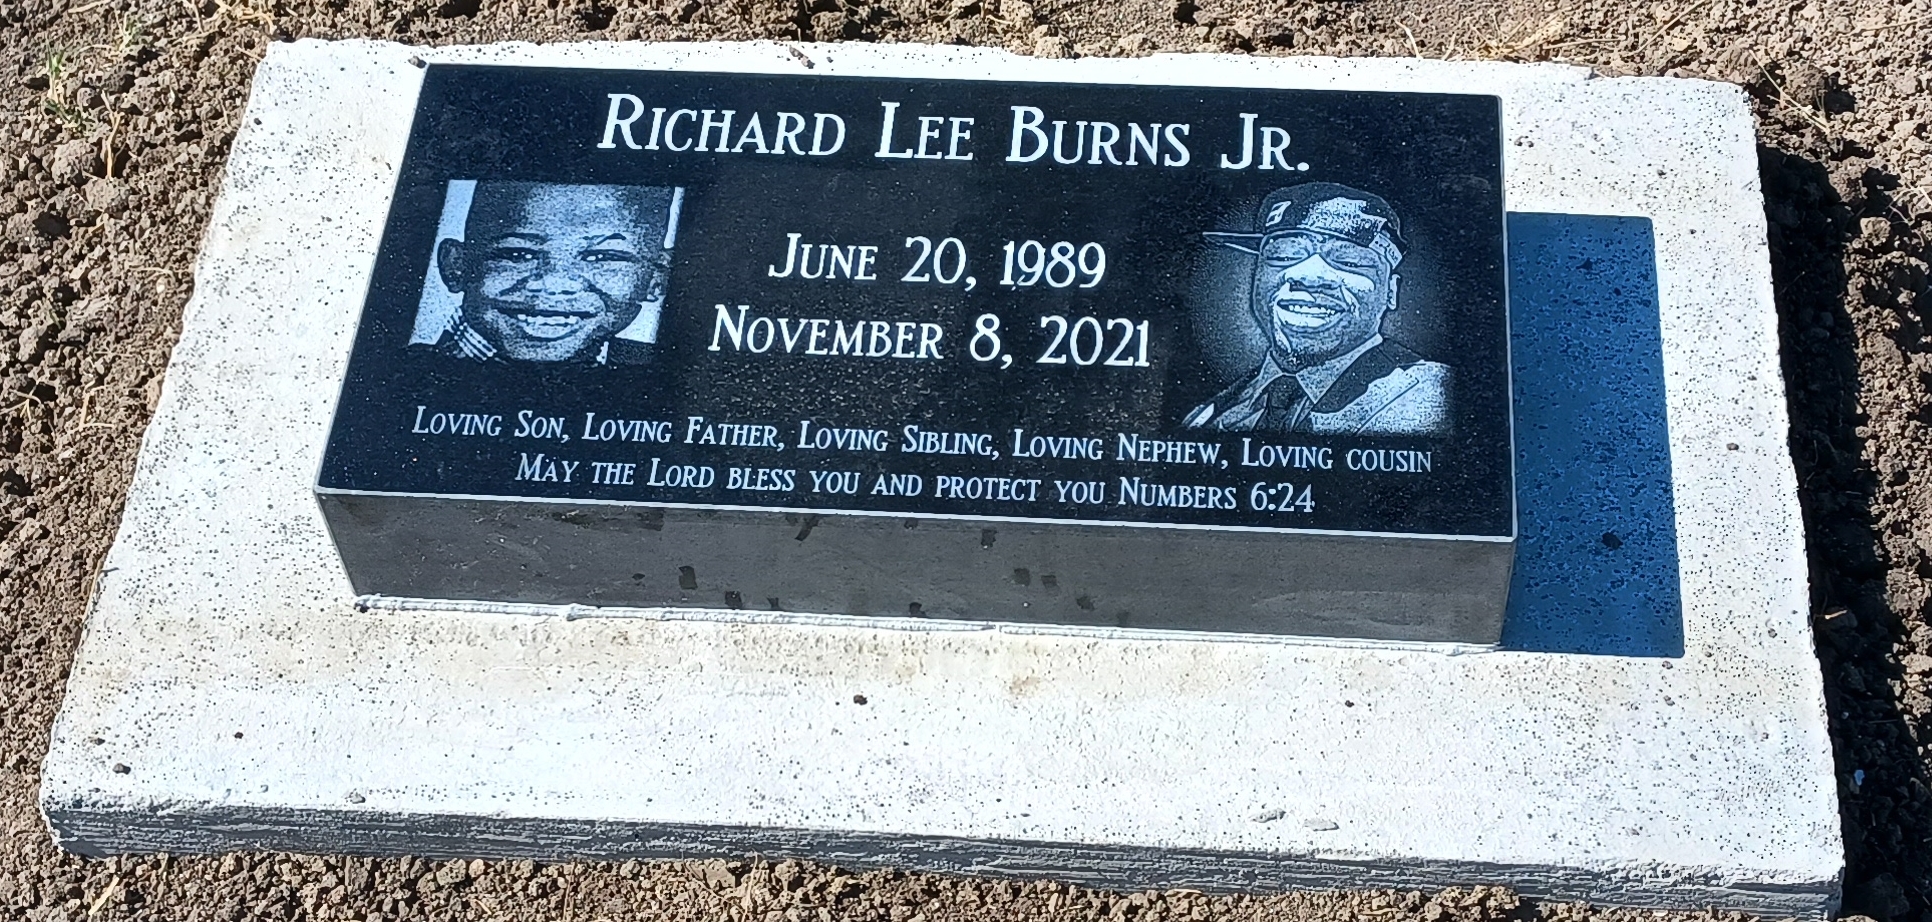 Richard Lee Burns Jr.
June 20, 1989
November 8, 2021
Loving Son, Loving Father, Loving Sibling, Loving Nephew, Loving cousin
May the Lord bless you and protect you Numbers 6:24